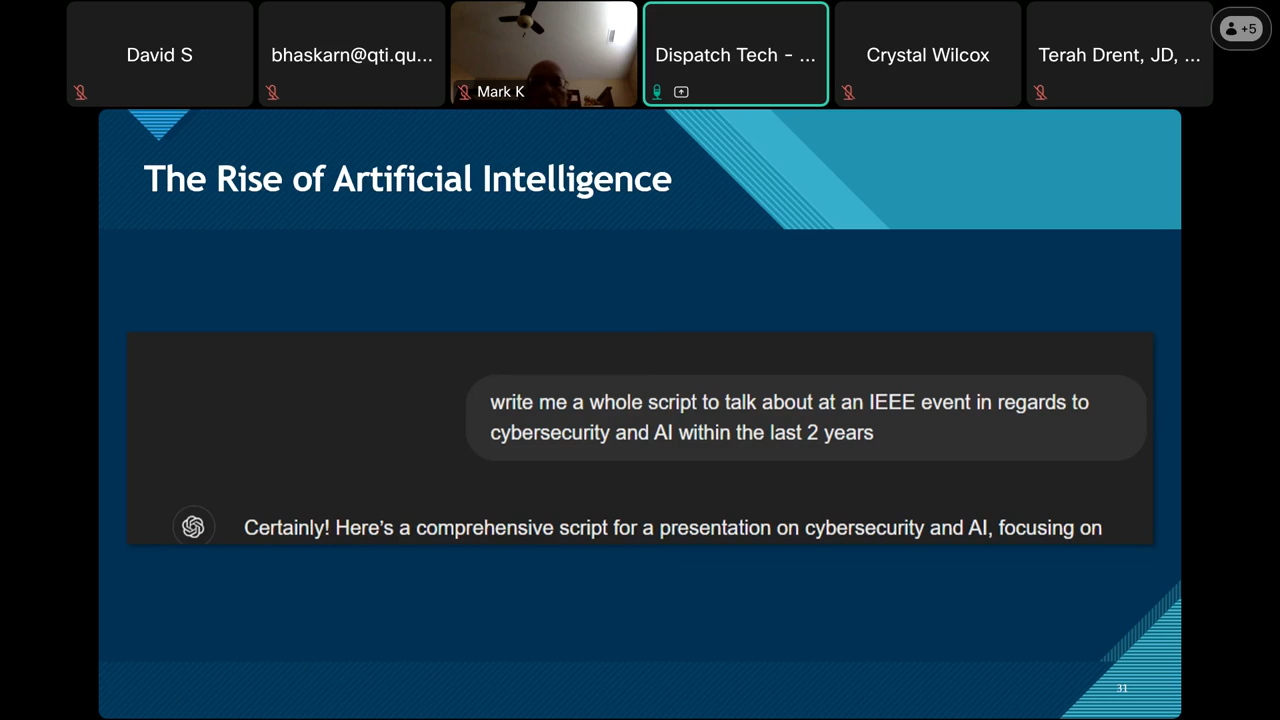 David S
bhaskarn@qti.qu...
Mark K
Dispatch Tech - ...
Crystal Wilcox
Terah Drent, JD, ...
+5
The Rise of Artificial Intelligence
write me a whole script to talk about at an IEEE event in regards to
cybersecurity and AI within the last 2 years
Certainly! Here's a comprehensive script for a presentation on cybersecurity and AI, focusing on
31